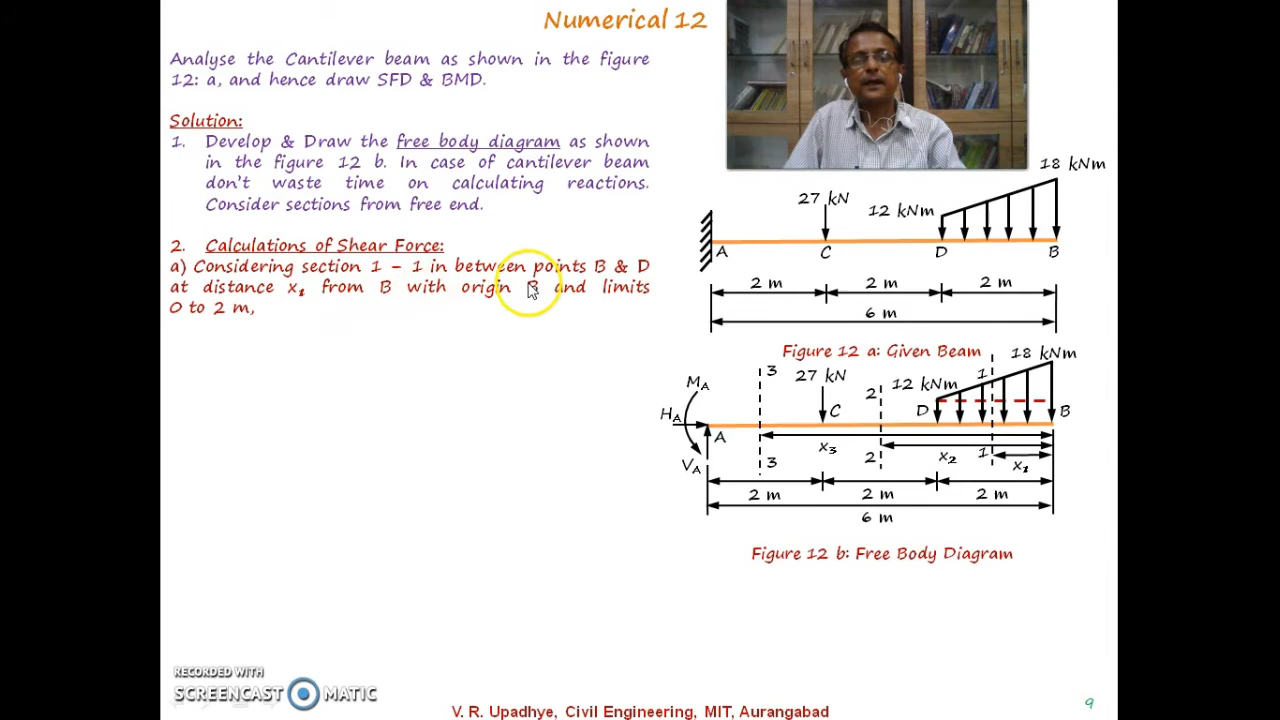 Numerical 12
Analyse the Cantilever beam as shown in the figure
12: a, and hence draw SFD & BMD.
Solution:
1. Develop & Draw the free body diagram as shown
in the figure 12 b. In case of cantilever beam
don't waste time on calculating reactions.
Consider sections from free end.
2. Calculations of Shear Force:
a) Considering section 1 – 1 in between points B & D
at distance x₁ from B with origin B and limits
0 to 2 m,
18 kNm
27 kN
12 kNm
A
C
D
B
2 m
2 m
2 m
6 m
Figure 12 a: Given Beam
18 kNm
3
27 kN
12 kNm
1
MA
2
HA
C
D
B
A
x₃
x₂
x₁
VA
3
2
1
2 m
2 m
2 m
6 m
Figure 12 b: Free Body Diagram
RECORDED WITH
SCREENCAST MATIC
V. R. Upadhye, Civil Engineering, MIT, Aurangabad
9